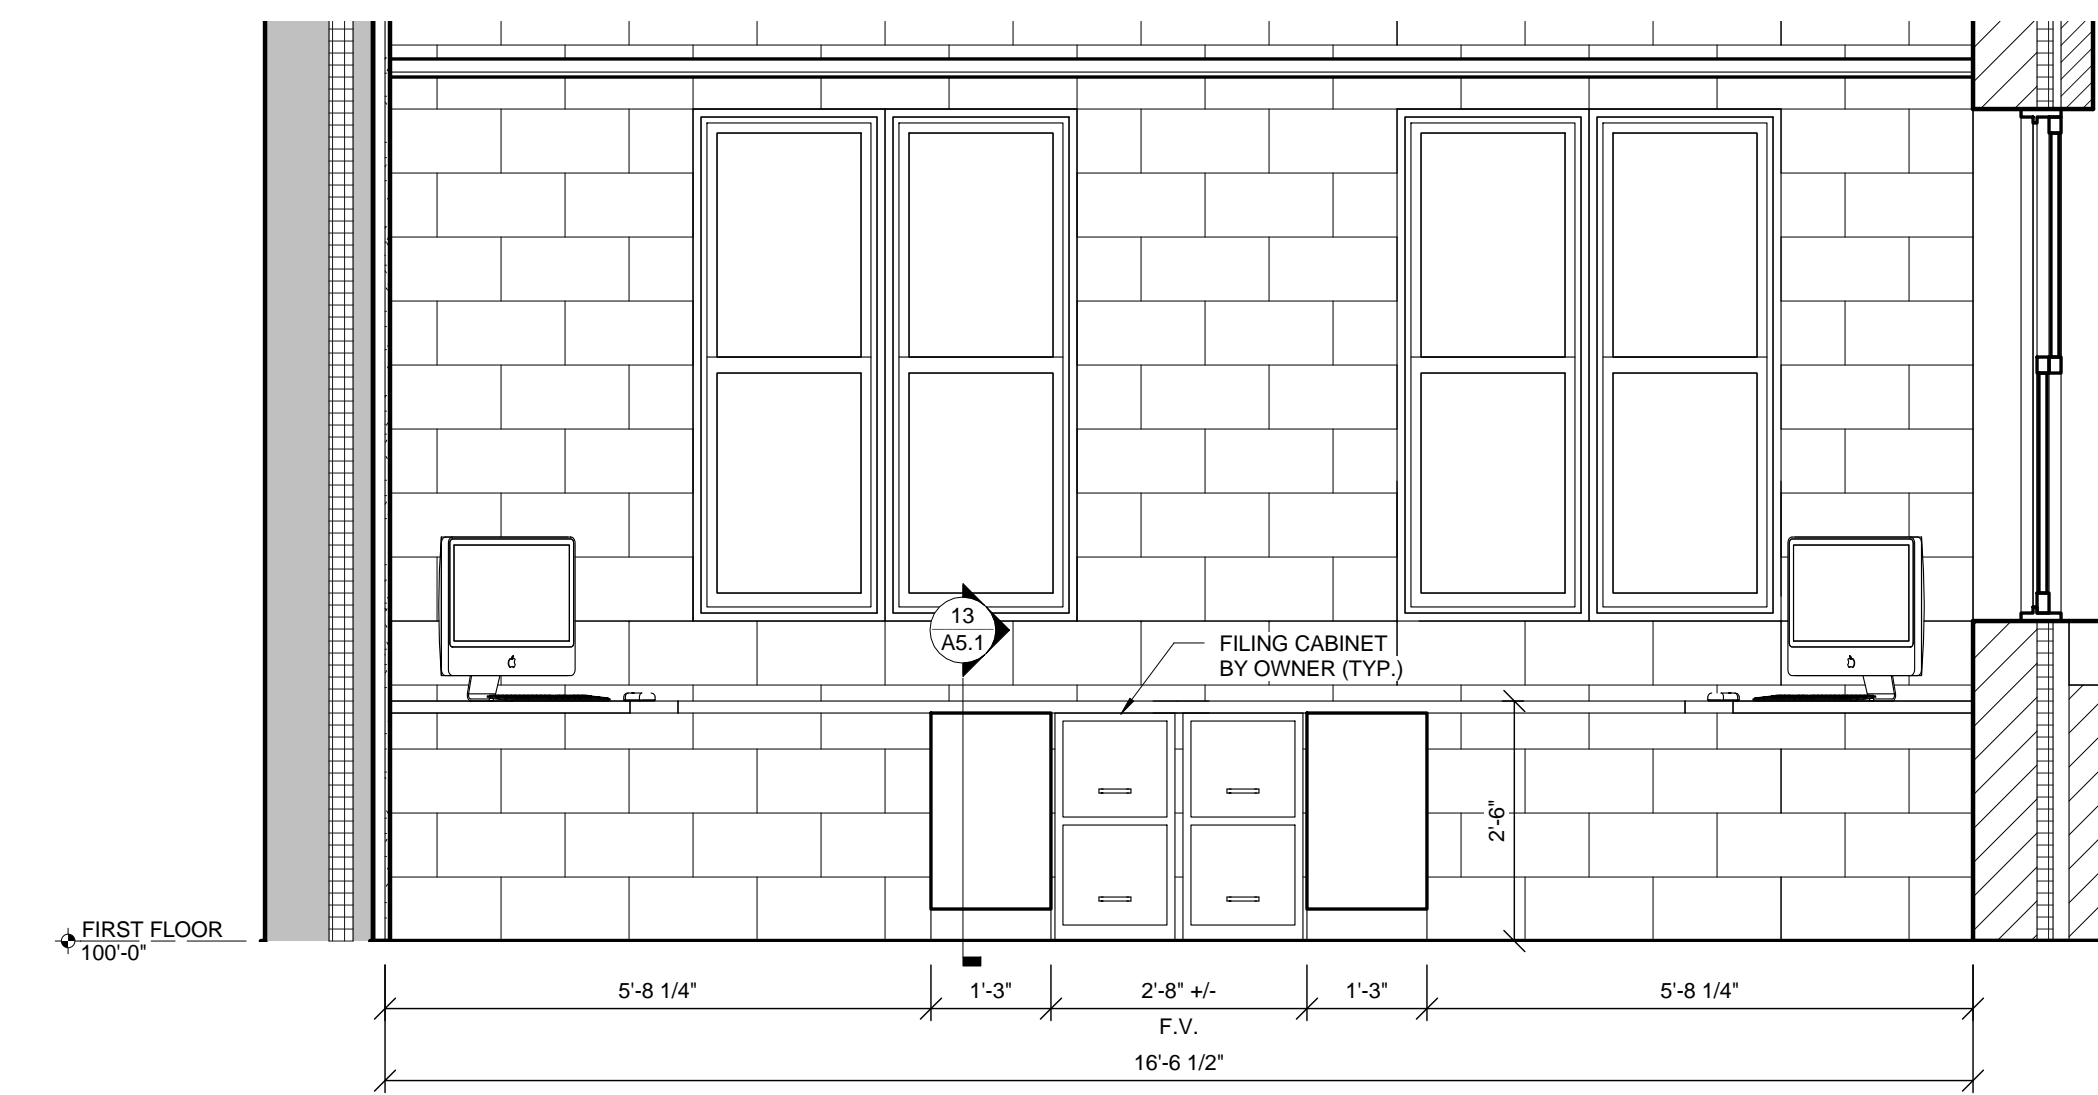 13
A5.1
FILING CABINET
BY OWNER (TYP.)
2'-6"
FIRST FLOOR
100'-0"
5'-8 1/4"
1'-3"
2'-8" +/-
1'-3"
5'-8 1/4"
F.V.
16'-6 1/2"